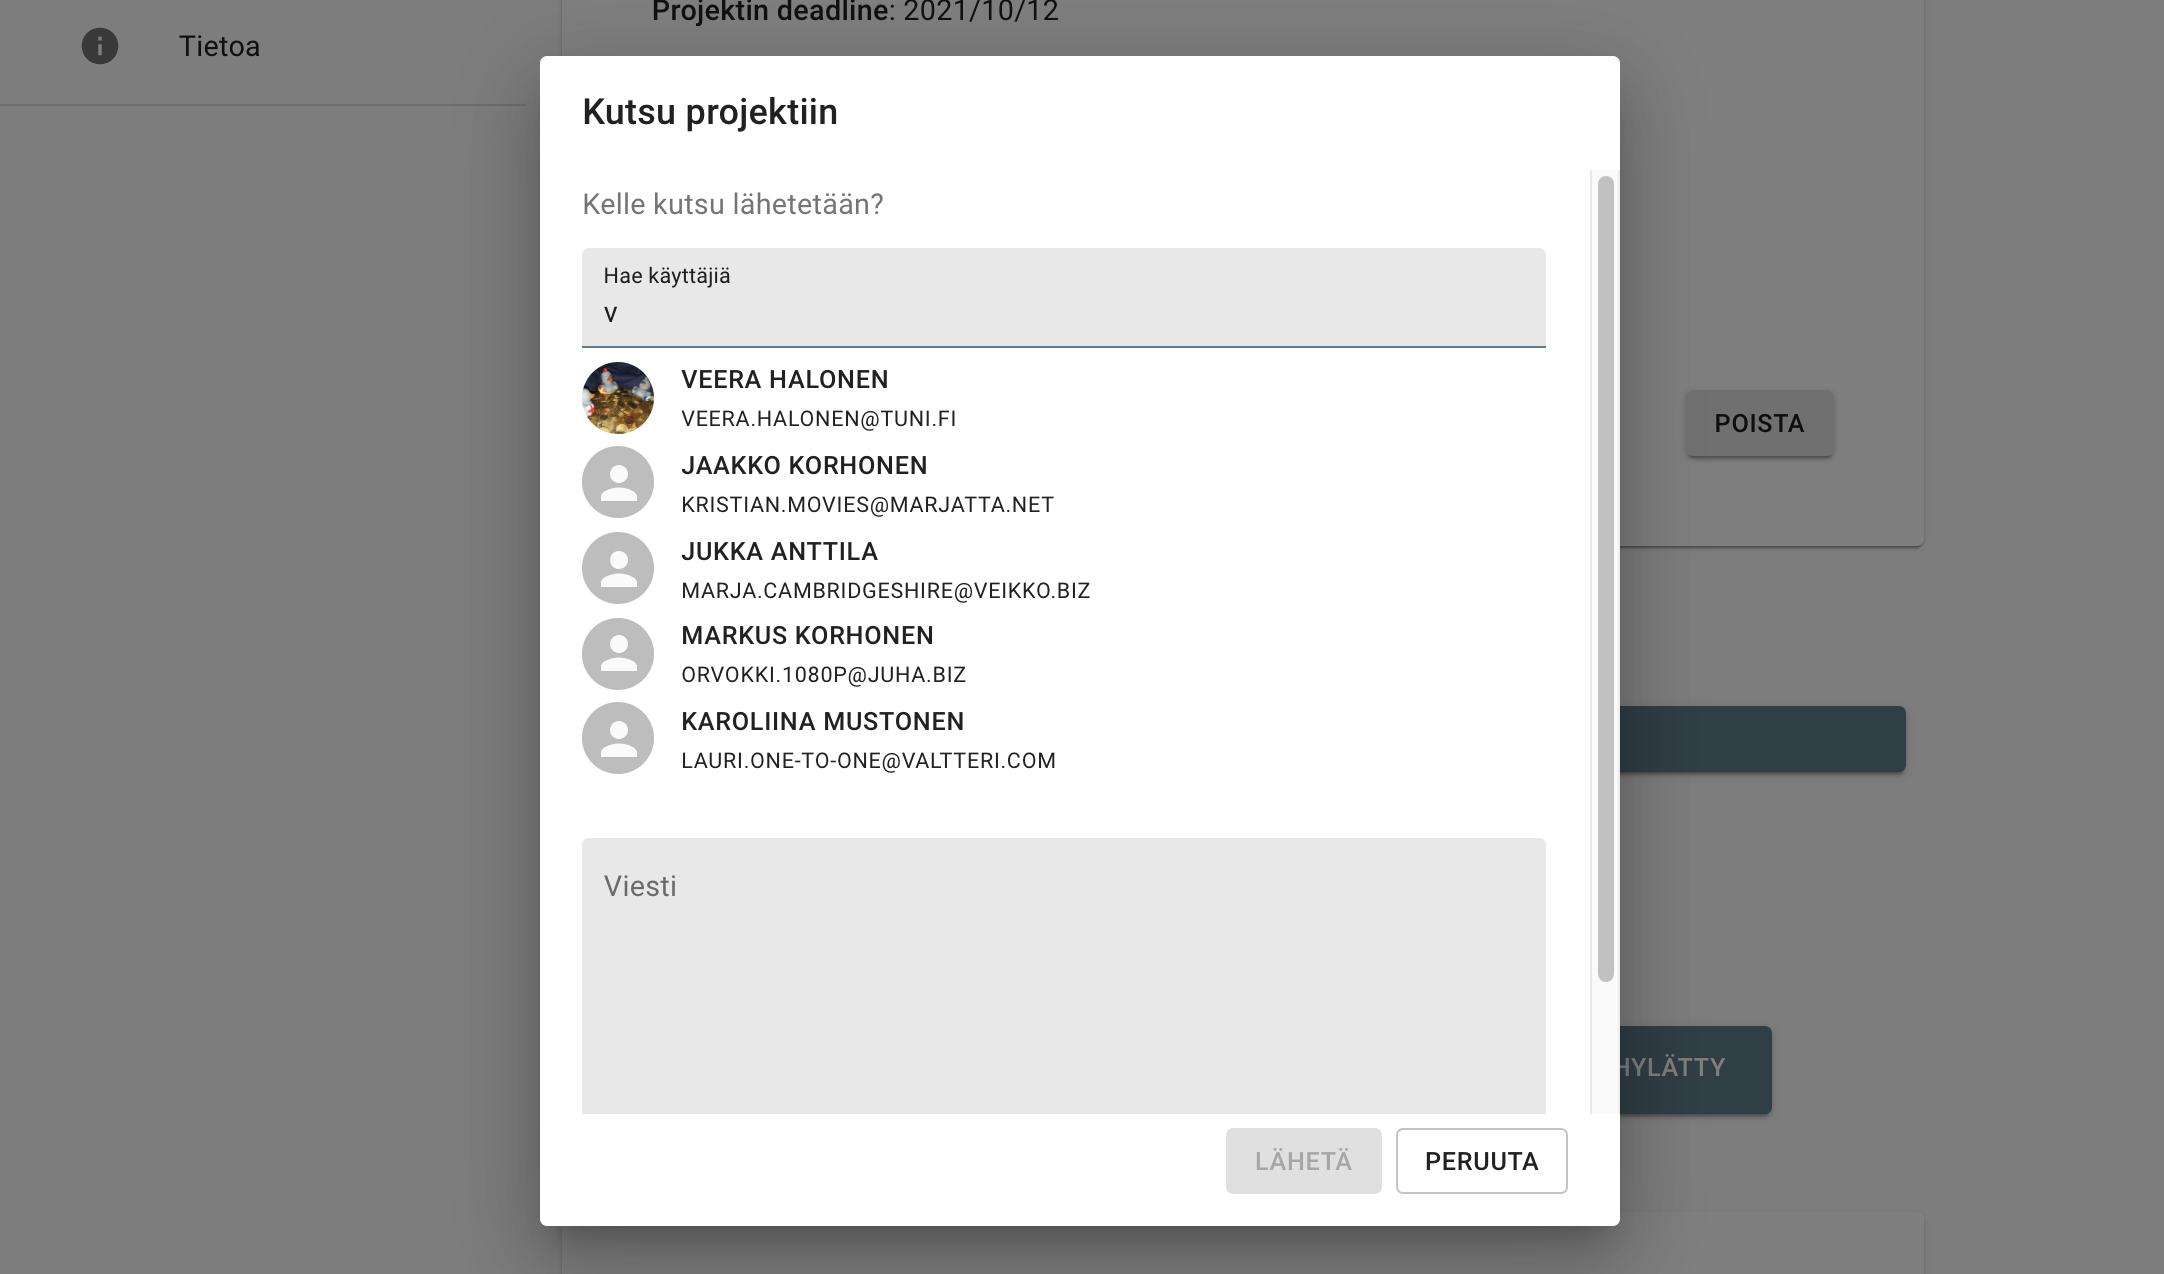 Projektin deadline: 2021/10/12
Tietoa
Kutsu projektiin
Kelle kutsu lähetetään?
Hae käyttäjiä
v
VEERA HALONEN
VEERA.HALONEN@TUNI.FI
JAAKKO KORHONEN
KRISTIAN.MOVIES@MARJATTA.NET
JUKKA ANTTILA
MARJA.CAMBRIDGESHIRE@VEIKKO.BIZ
MARKUS KORHONEN
ORVOKKI.1080P@JUHA.BIZ
KAROLIINA MUSTONEN
LAURI.ONE-TO-ONE@VALTTERI.COM
Viesti
LÄHETÄ
PERUUTA
POISTA
HYLÄTTY